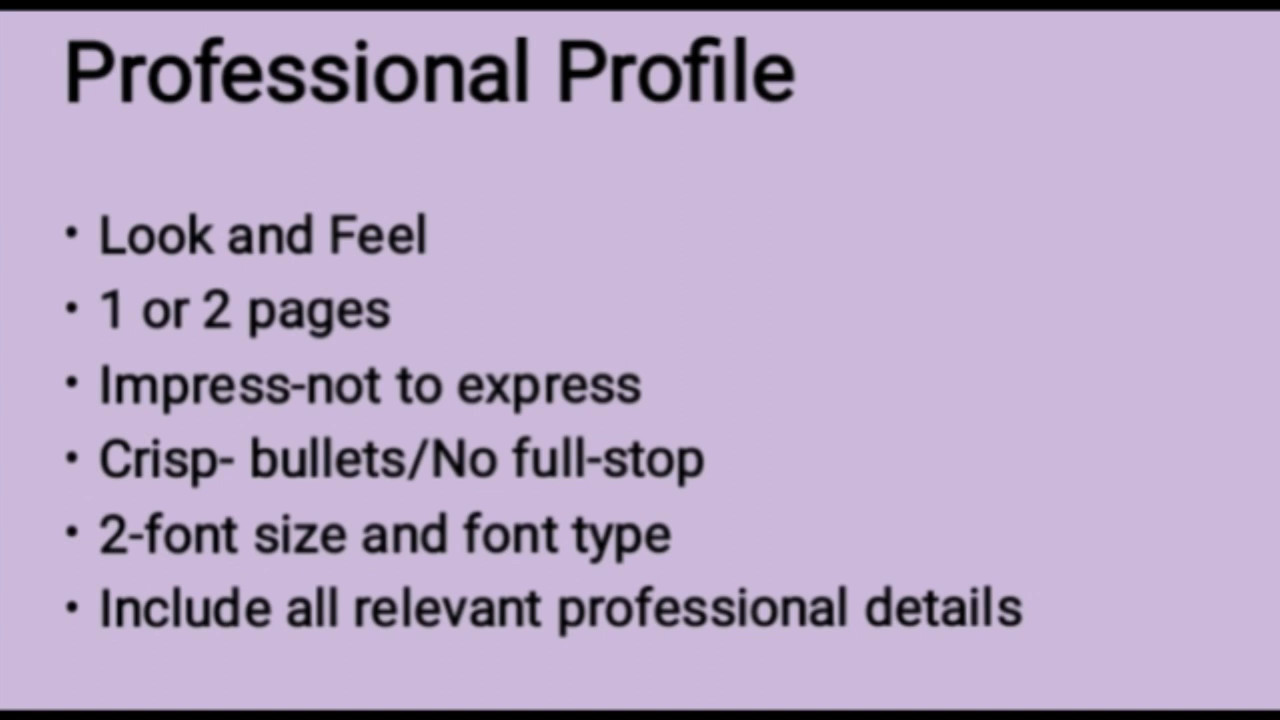 Professional Profile
• Look and Feel
• 1 or 2 pages
• Impress-not to express
• Crisp- bullets/No full-stop
• 2-font size and font type
• Include all relevant professional details